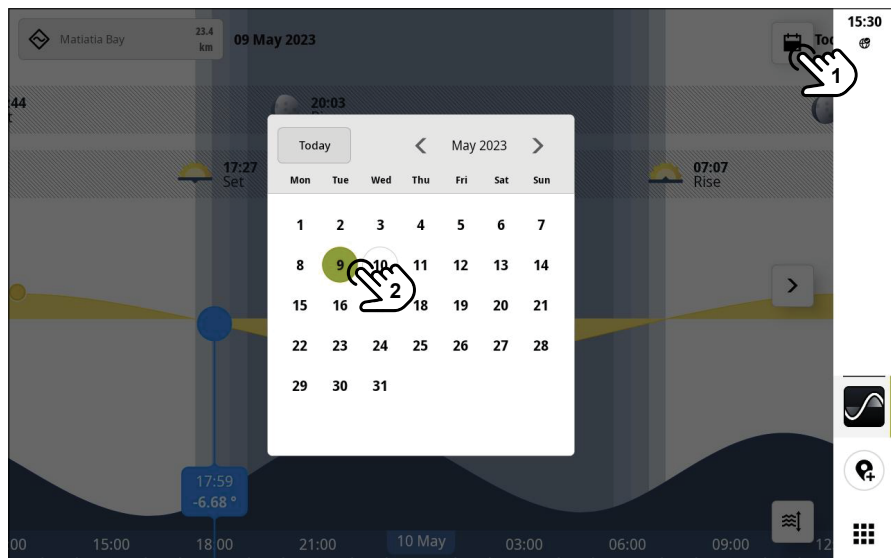 15:30
Matiatia Bay
23.4
km
09 May 2023
1
:44
20:03
17:27
Set
07:07
Rise
Today
May 2023
Mon Tue Wed Thu Fri Sat Sun
1 2 3 4 5 6 7
8 9 10 11 12 13 14
2
15 16 18 19 20 21
22 23 24 25 26 27 28
29 30 31
17:59
-6.68 °
:00 15:00 18:00 21:00 10 May 03:00 06:00 09:00 12